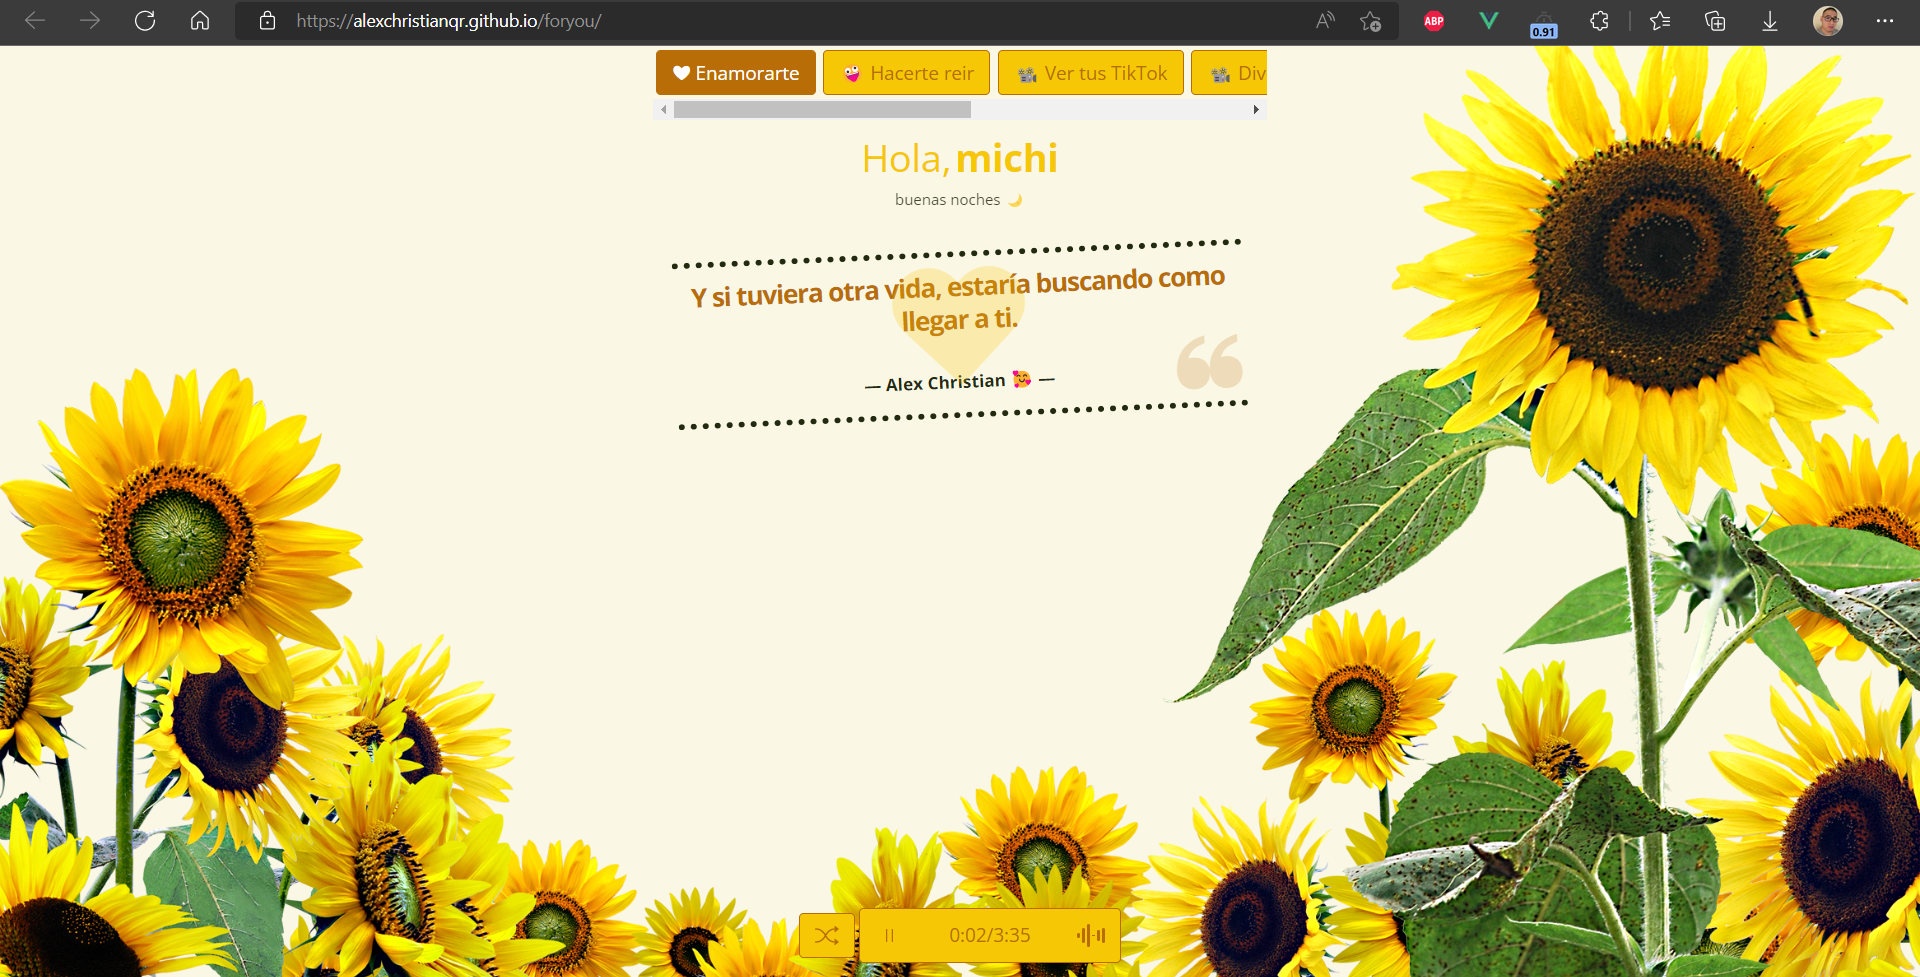 https://alexchristianqr.github.io/foryou/
ABP
0.91
Enamorarte
Hacerte reir
Ver tus TikTok
Div
Hola, michi
buenas noches
Y si tuviera otra vida, estaría buscando como
llegar a ti.
— Alex Christian 🥰 —
0:02/3:35